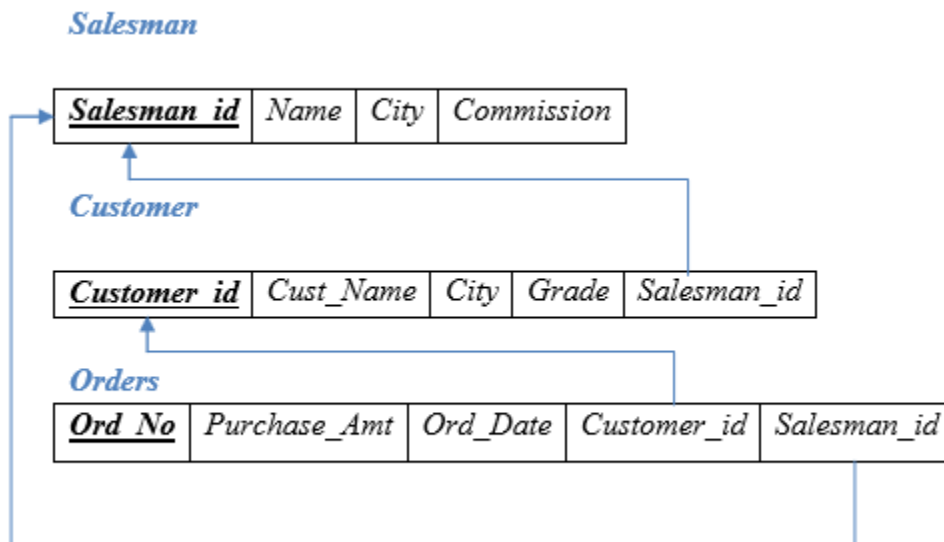 Salesman
Salesman_id Name City Commission
Customer
Customer_id Cust_Name City Grade Salesman_id
Orders
Ord_No Purchase_Amt Ord_Date Customer_id Salesman_id